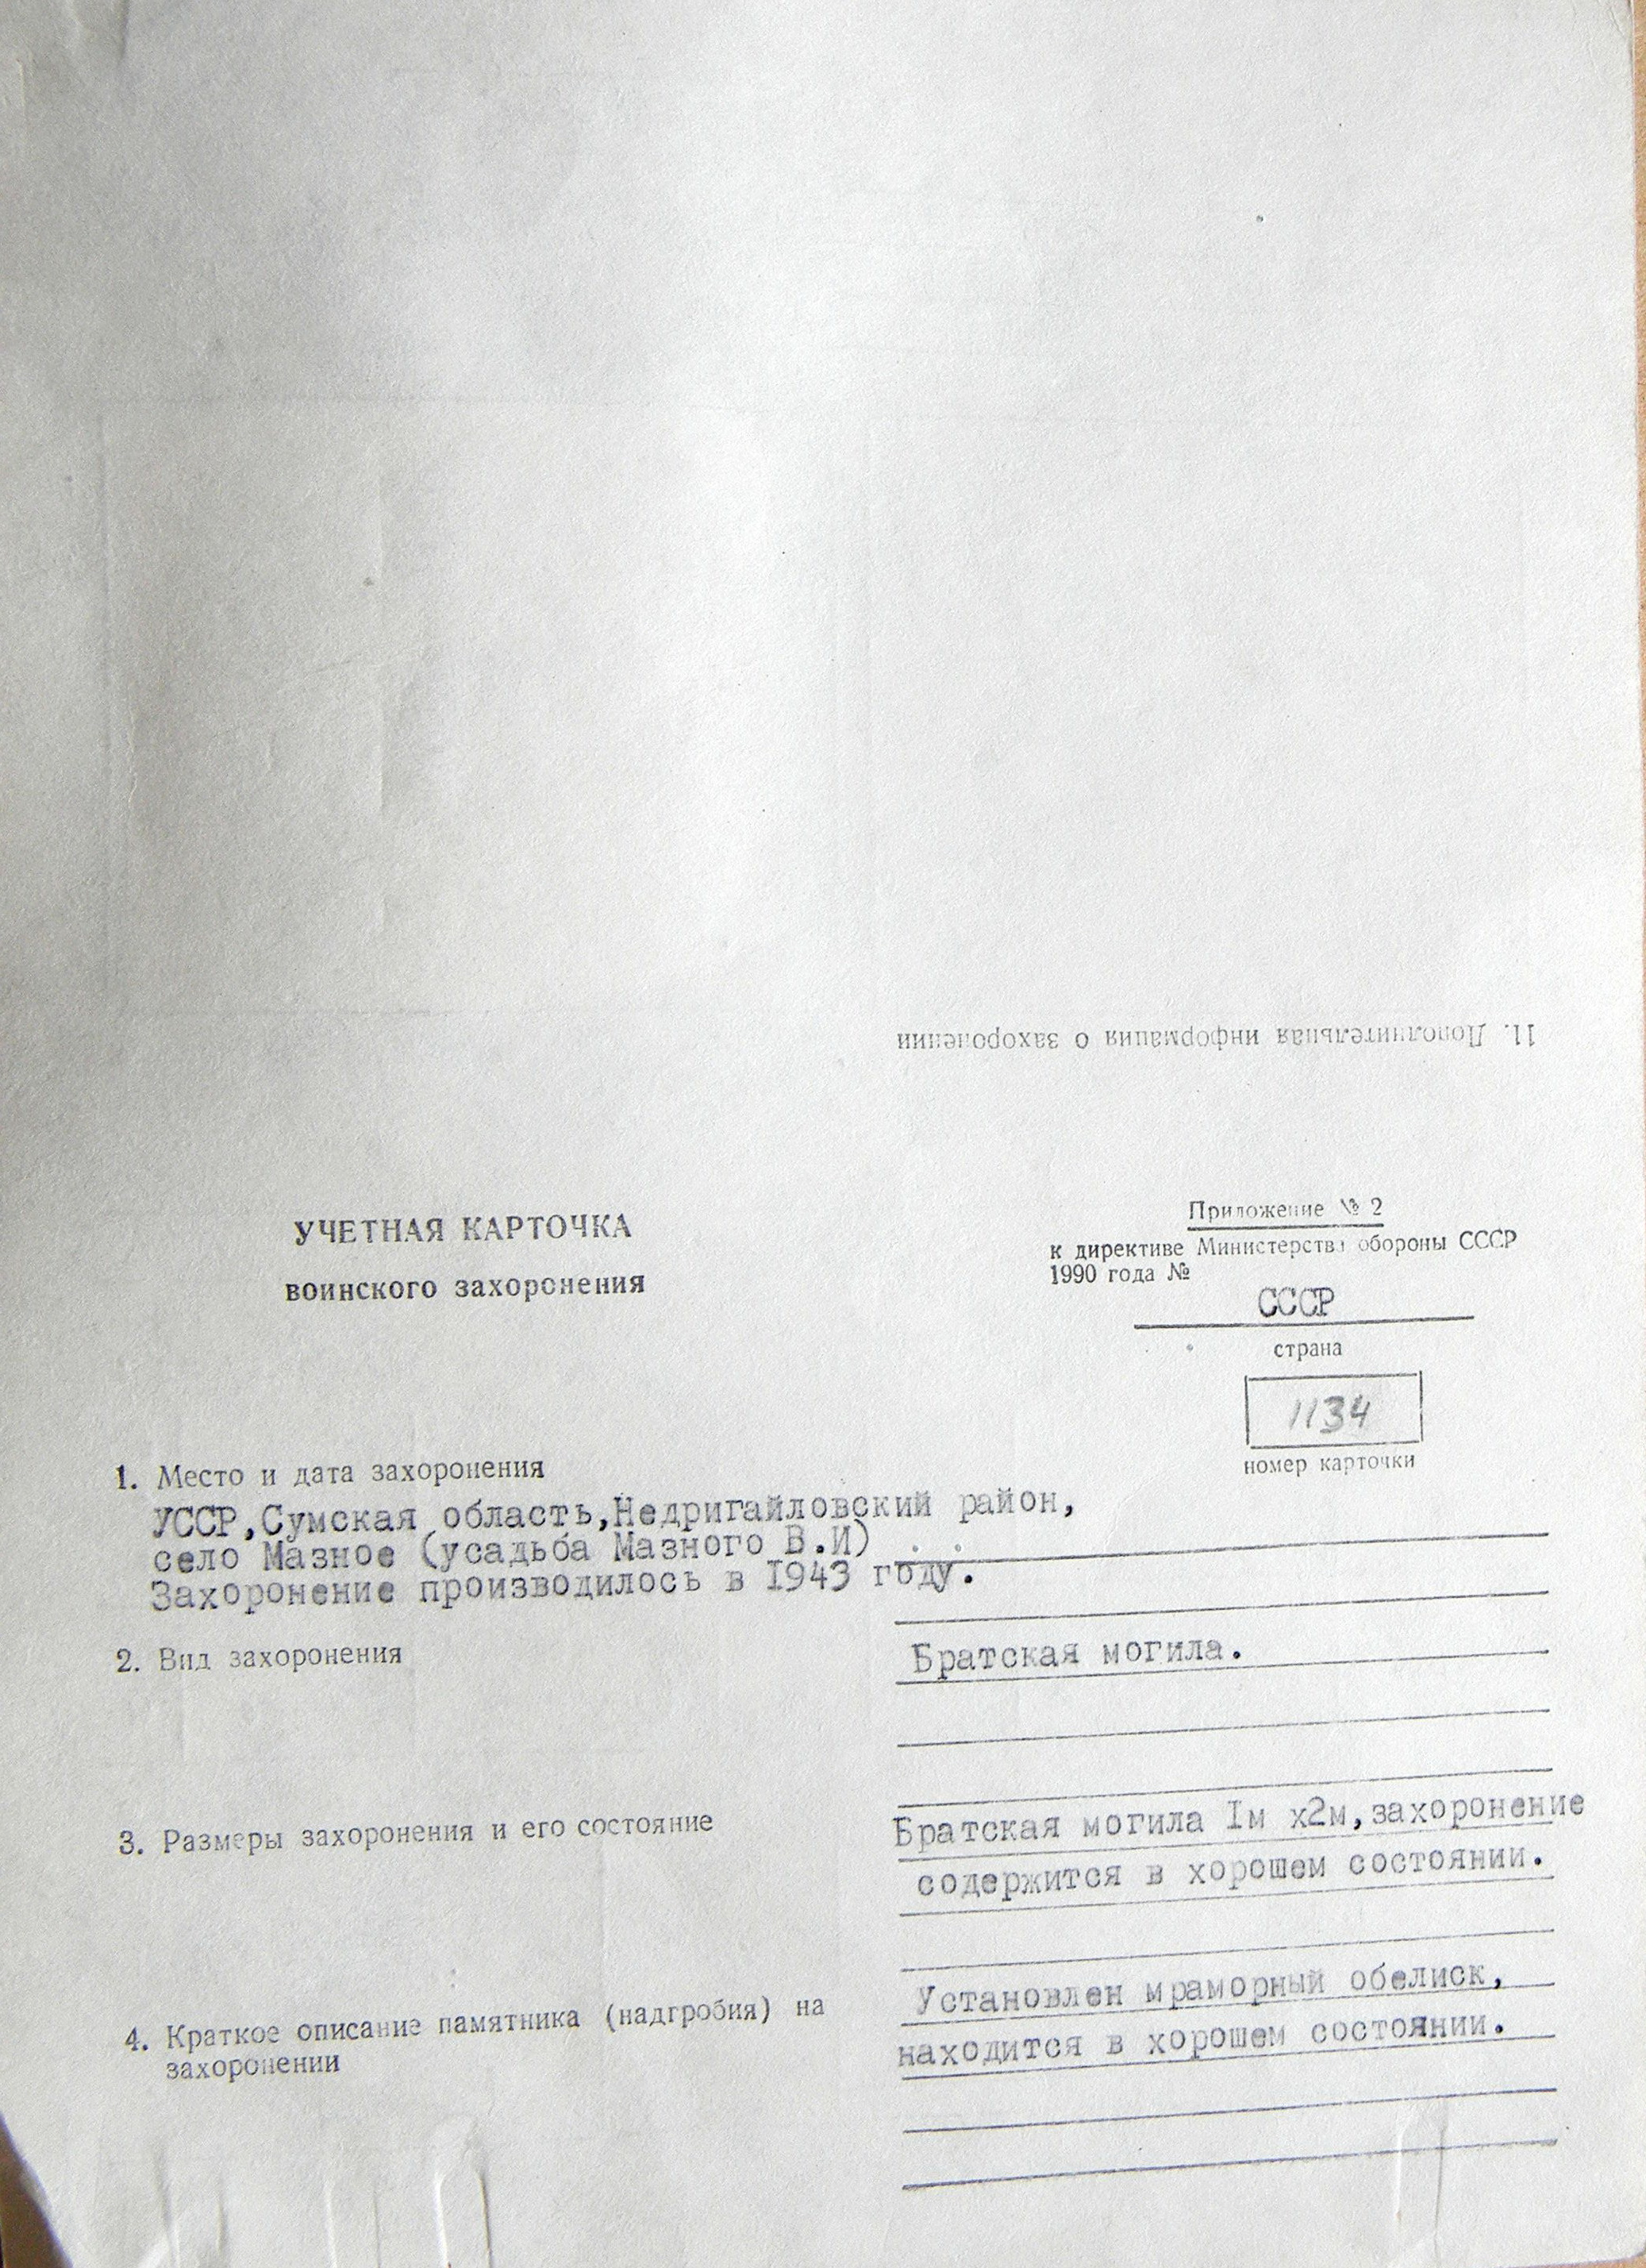 11. Дополнительная информация о захоронении
УЧЕТНАЯ КАРТОЧКА
воинского захоронения
Приложение № 2
к директиве Министерства обороны СССР
1990 года №
СССР
страна
1134
номер карточки
1. Место и дата захоронения
УССР,Сумская область,Недригайловский район,
село Мазное (усадьба Мазного В.И)
Захоронение производилось в 1943 году.
2. Вид захоронения
Братская могила.
3. Размеры захоронения и его состояние
Братская могила 1м х2м,захоронение
содержится в хорошем состоянии.
4. Краткое описание памятника (надгробия) на
захоронении
Установлен мраморный обелиск,
находится в хорошем состоянии.